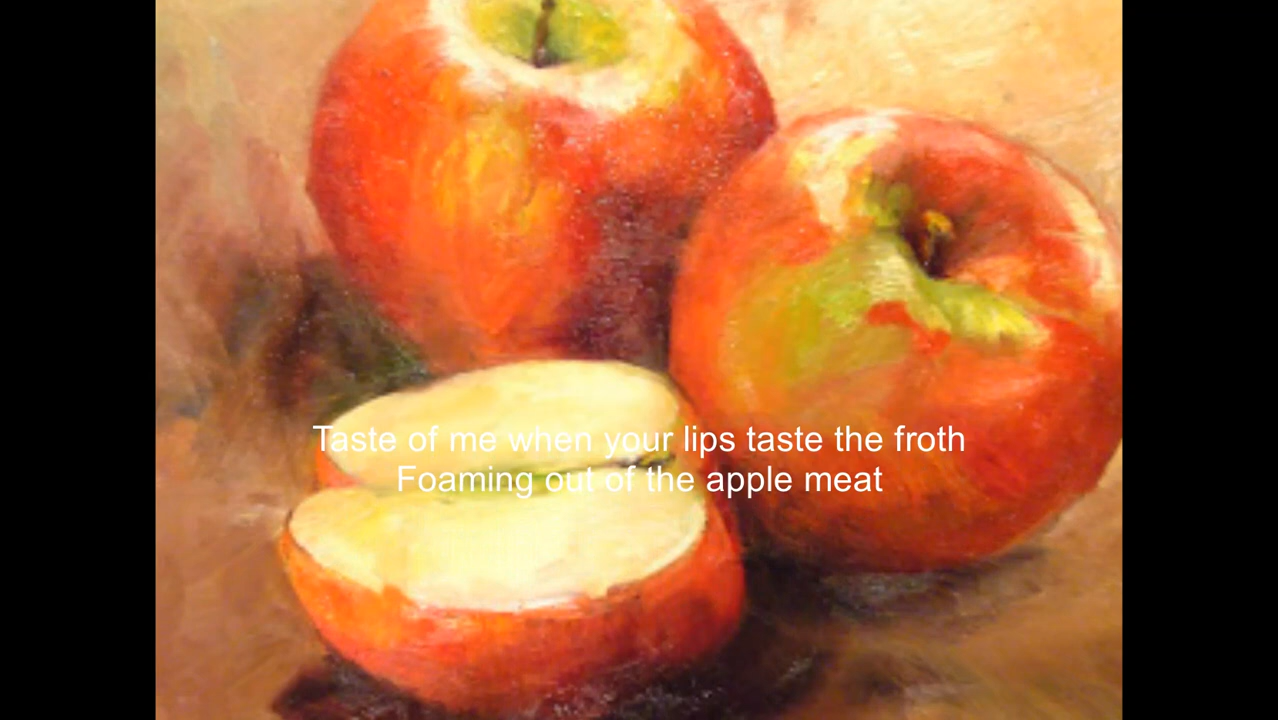 Taste of me when your lips taste the froth
Foaming out of the apple meat